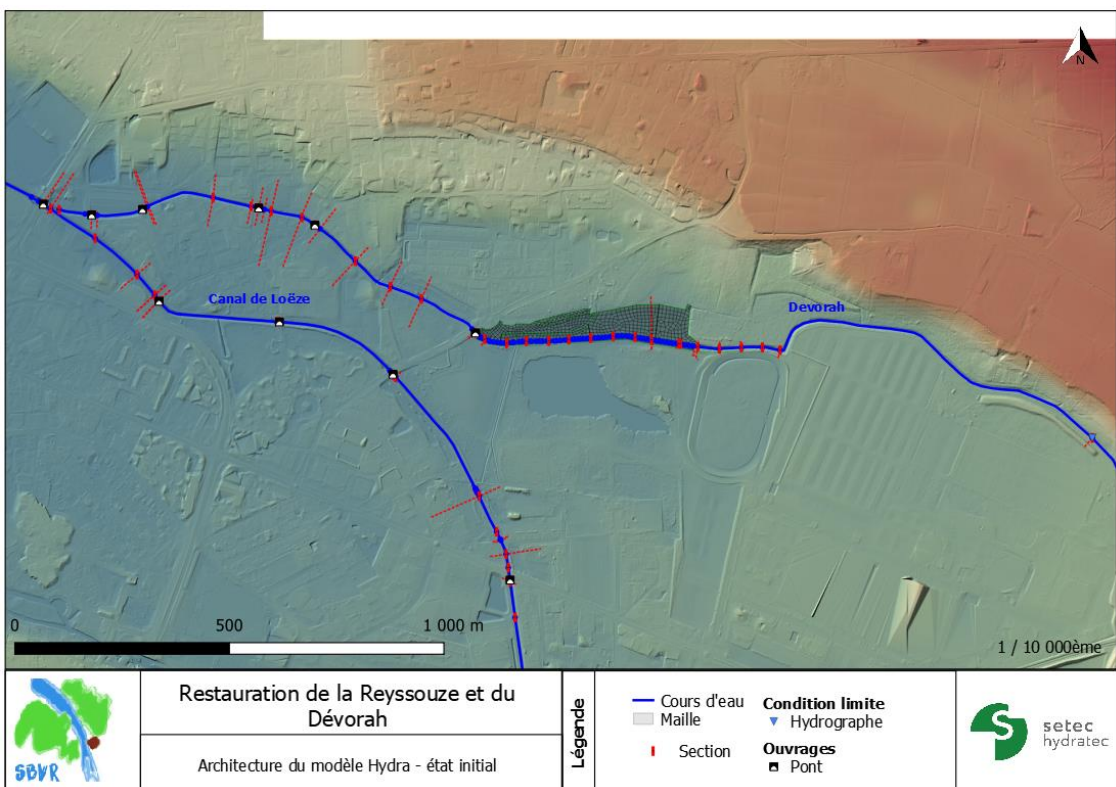 N
Canal de Loëze
Devorah
0 500 1 000 m
1 / 10 000ème
SBVR
Restauration de la Reyssouze et du
Dévorah
Architecture du modèle Hydra - état initial
Légende
Cours d'eau
Maille
Section
Condition limite
Hydrographe
Ouvrages
Pont
setec
hydratec